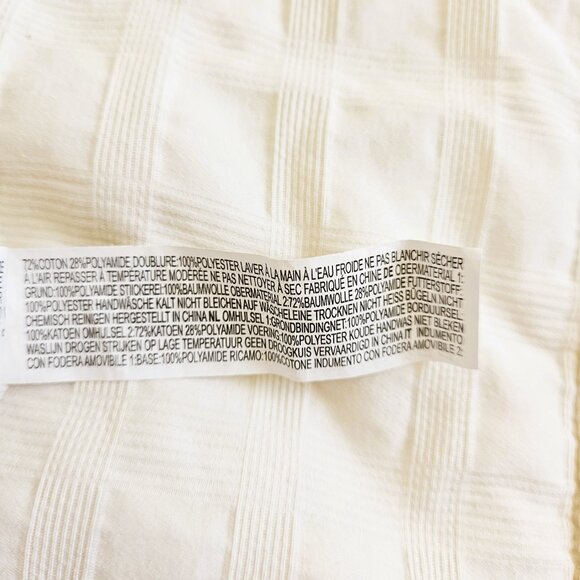 72%COTON 28%POLYAMIDE DOUBLURE:100%POLYESTER LAVER À LA MAIN À L'EAU FROIDE NE PAS BLANCHIR SÉCHER
À L'AIR REPASSER À TEMPÉRATURE MODÉRÉE NE PAS NETTOYER À SEC FABRIQUÉ EN CHINE DE OBERMATERIAL 1:
GRUND:100%POLYAMIDE STICKEREI:100%BAUMWOLLE OBERMATERIAL 2:72%BAUMWOLLE 28%POLYAMIDE FUTTERSTOFF:
100%POLYESTER HANDWÄSCHE KALT NICHT BLEICHEN AUF WÄSCHELEINE TROCKNEN NICHT HEISS BÜGELN NICHT
CHEMISCH REINIGEN HERGESTELLT IN CHINA NL OMHULSEL 1:GRONDBINDING NET:100%POLYAMIDE BORDUURSEL:
100%KATOEN OMHULSEL 2:72%KATOEN 28%POLYAMIDE VOERING:100%POLYESTER KOUDE HANDWAS NIET BLEKEN
WASLIJN DROGEN STRIJKEN OP LAGE TEMPERATUUR GEEN DROOGKUIS VERVAARDIGD IN CHINA IT INDUMENTO
CON FODERA AMOVIBILE 1:BASE:100%POLYAMIDE RICAMO:100%COTONE INDUMENTO CON FODERA AMOVIBILE 2: